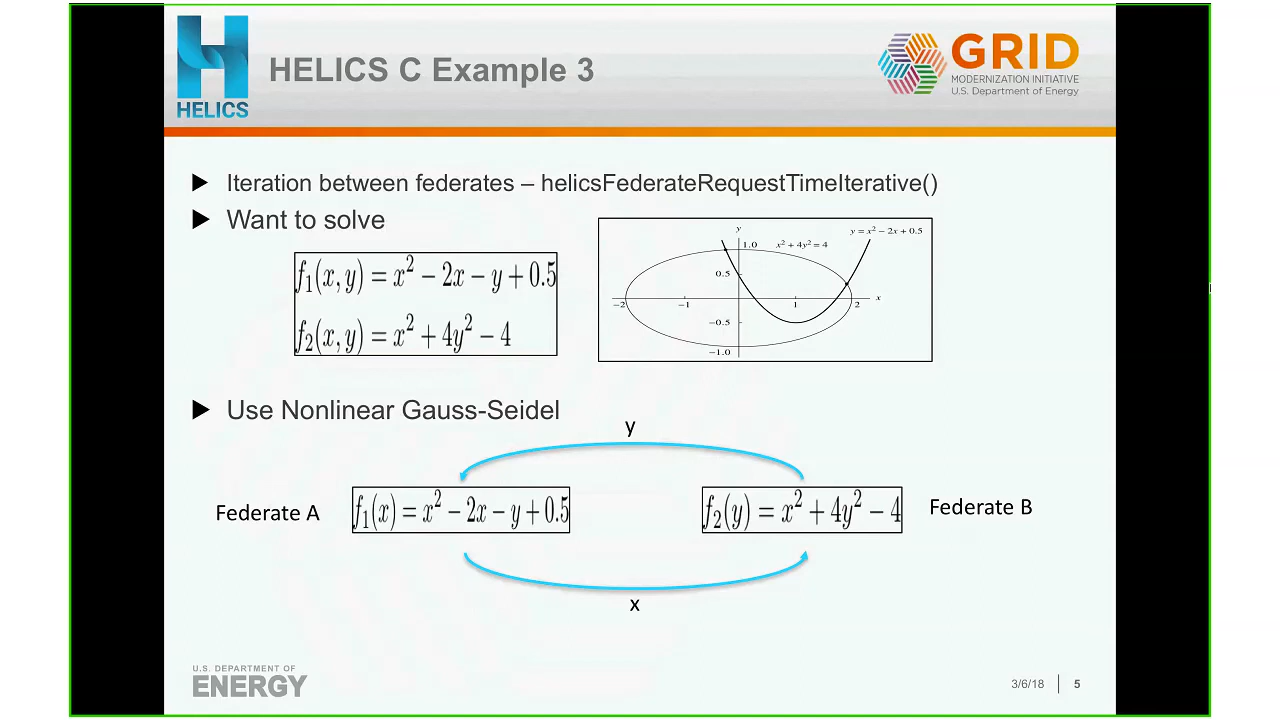 HELICS
HELICS C Example 3
GRID
MODERNIZATION INITIATIVE
U.S. Department of Energy
Iteration between federates – helicsFederateRequestTimeIterative()
Want to solve
f₁(x,y) = x² − 2x − y + 0.5
f₂(x,y) = x² + 4y² − 4
y
y = x² − 2x + 0.5
1.0
x² + 4y² = 4
0.5
x
−2
−1
1
2
−0.5
−1.0
Use Nonlinear Gauss-Seidel
y
Federate A
f₁(x) = x² − 2x − y + 0.5
f₂(y) = x² + 4y² − 4
Federate B
x
U.S. DEPARTMENT OF
ENERGY
3/6/18
5